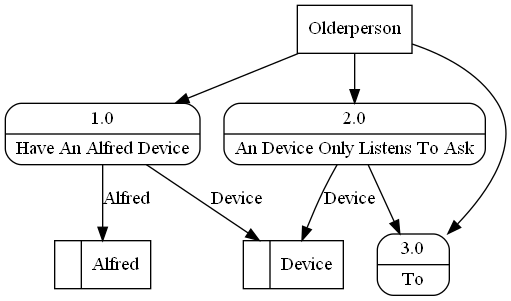 Olderperson
1.0
Have An Alfred Device
2.0
An Device Only Listens To Ask
Alfred
Device
Device
Alfred
Device
3.0
To